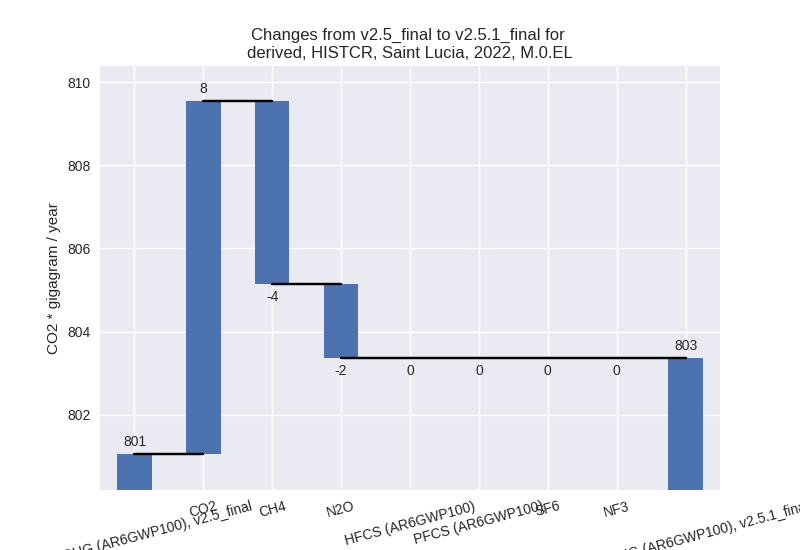 Changes from v2.5_final to v2.5.1_final for
derived, HISTCR, Saint Lucia, 2022, M.0.EL
CO2 * gigagram / year
810
808
806
804
802
801
8
-4
-2
0
0
0
0
803
(AR6GWP100), v2.5_final
CO2
CH4
N2O
HFCS (AR6GWP100)
PFCS (AR6GWP100)
SF6
NF3
(AR6GWP100), v2.5.1_final